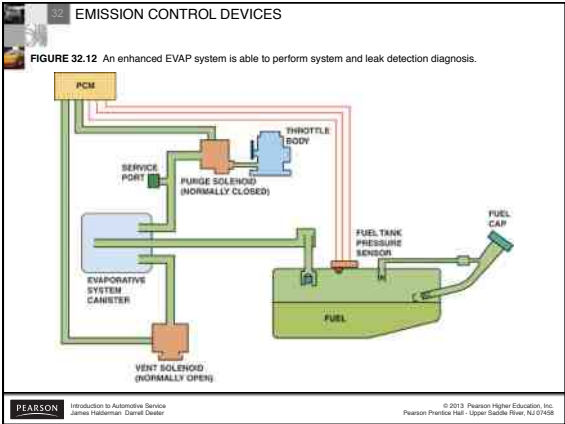 32 EMISSION CONTROL DEVICES
FIGURE 32.12 An enhanced EVAP system is able to perform system and leak detection diagnosis.
PCM
THROTTLE
BODY
SERVICE
PORT
PURGE SOLENOID
(NORMALLY CLOSED)
FUEL
CAP
FUEL TANK
PRESSURE
SENSOR
EVAPORATIVE
SYSTEM
CANISTER
FUEL
VENT SOLENOID
(NORMALLY OPEN)
PEARSON
Introduction to Automotive Service
James Halderman Darrell Deeter
© 2013 Pearson Higher Education, Inc.
Pearson Prentice Hall - Upper Saddle River, NJ 07458